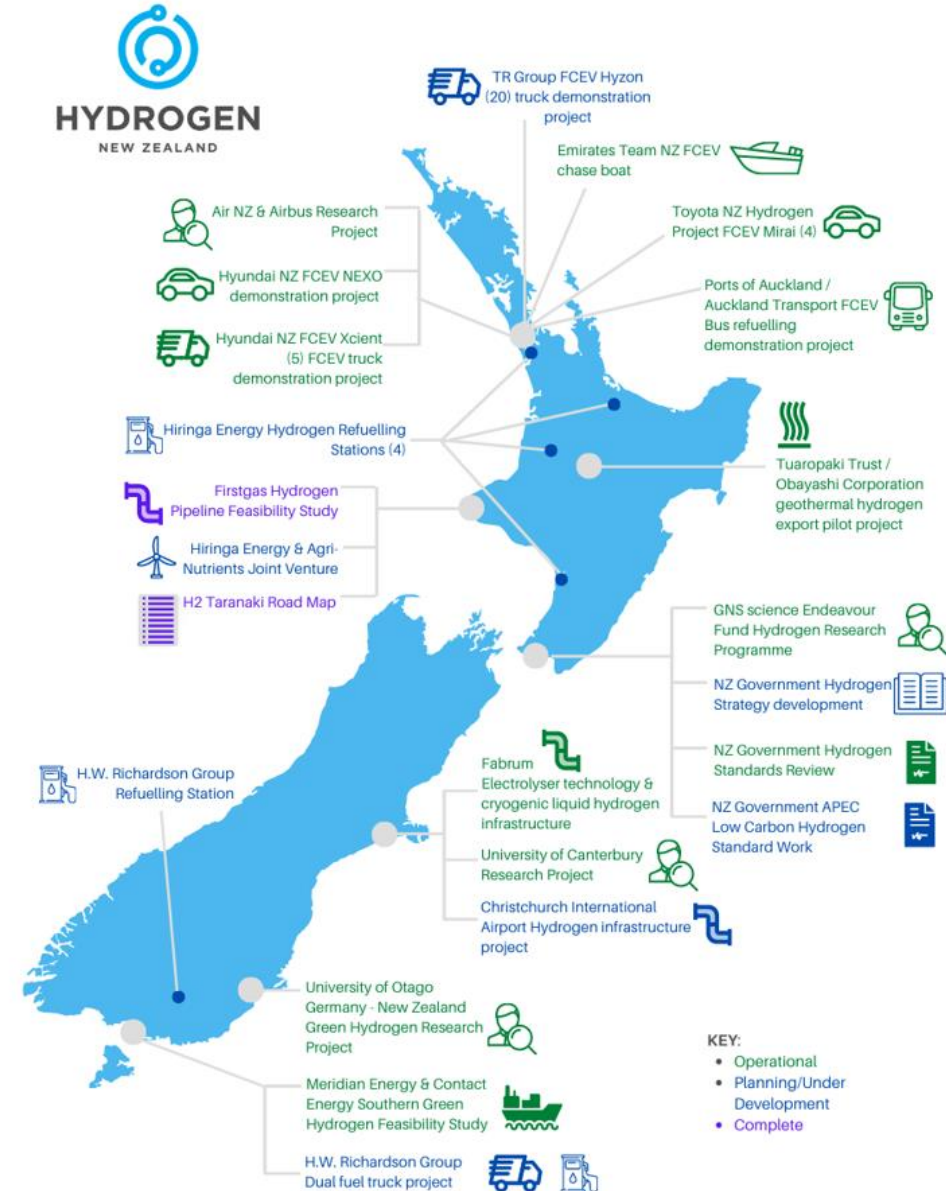 HYDROGEN
NEW ZEALAND
TR Group FCEV Hyzon
(20) truck demonstration
project
Emirates Team NZ FCEV
chase boat
Air NZ & Airbus Research
Project
Toyota NZ Hydrogen
Project FCEV Mirai (4)
Hyundai NZ FCEV NEXO
demonstration project
Ports of Auckland /
Auckland Transport FCEV
Bus refuelling
demonstration project
Hyundai NZ FCEV Xcient
(5) FCEV truck
demonstration project
Hiringa Energy Hydrogen Refuelling
Stations (4)
Tuaropaki Trust /
Obayashi Corporation
geothermal hydrogen
export pilot project
Firstgas Hydrogen
Pipeline Feasibility Study
Hiringa Energy & Agri-
Nutrients Joint Venture
H2 Taranaki Road Map
GNS science Endeavour
Fund Hydrogen Research
Programme
NZ Government Hydrogen
Strategy development
NZ Government Hydrogen
Standards Review
NZ Government APEC
Low Carbon Hydrogen
Standard Work
H.W. Richardson Group
Refuelling Station
Fabrum
Electrolyser technology &
cryogenic liquid hydrogen
infrastructure
University of Canterbury
Research Project
Christchurch International
Airport Hydrogen infrastructure
project
University of Otago
Germany - New Zealand
Green Hydrogen Research
Project
Meridian Energy & Contact
Energy Southern Green
Hydrogen Feasibility Study
H.W. Richardson Group
Dual fuel truck project
KEY:
• Operational
• Planning/Under
Development
• Complete